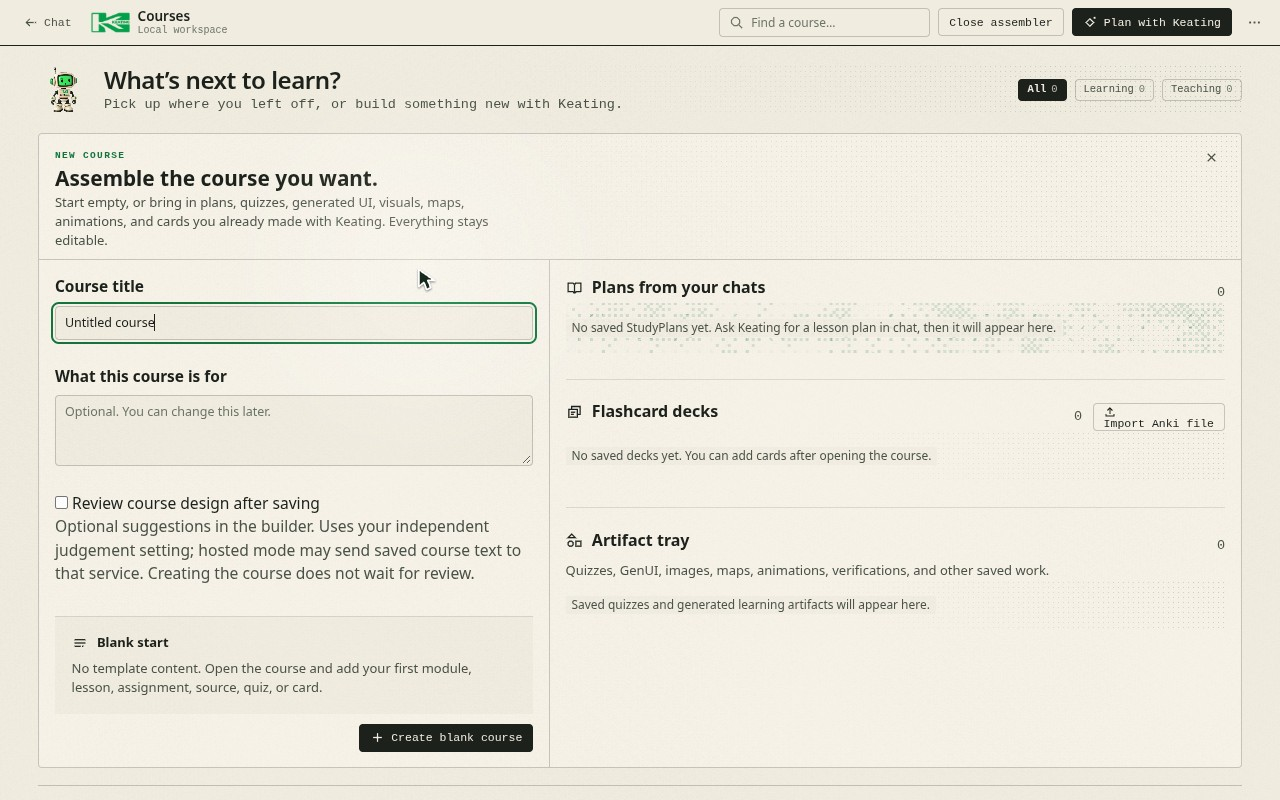 Chat
Courses
Local workspace
Find a course...
Close assembler
Plan with Keating
What's next to learn?
Pick up where you left off, or build something new with Keating.
All 0
Learning 0
Teaching 0
NEW COURSE
Assemble the course you want.
Start empty, or bring in plans, quizzes, generated UI, visuals, maps,
animations, and cards you already made with Keating. Everything stays
editable.
Course title
Untitled course
What this course is for
Optional. You can change this later.
Review course design after saving
Optional suggestions in the builder. Uses your independent
judgement setting; hosted mode may send saved course text to
that service. Creating the course does not wait for review.
Blank start
No template content. Open the course and add your first module,
lesson, assignment, source, quiz, or card.
Create blank course
Plans from your chats
0
No saved StudyPlans yet. Ask Keating for a lesson plan in chat, then it will appear here.
Flashcard decks
0
Import Anki file
No saved decks yet. You can add cards after opening the course.
Artifact tray
0
Quizzes, GenUI, images, maps, animations, verifications, and other saved work.
Saved quizzes and generated learning artifacts will appear here.